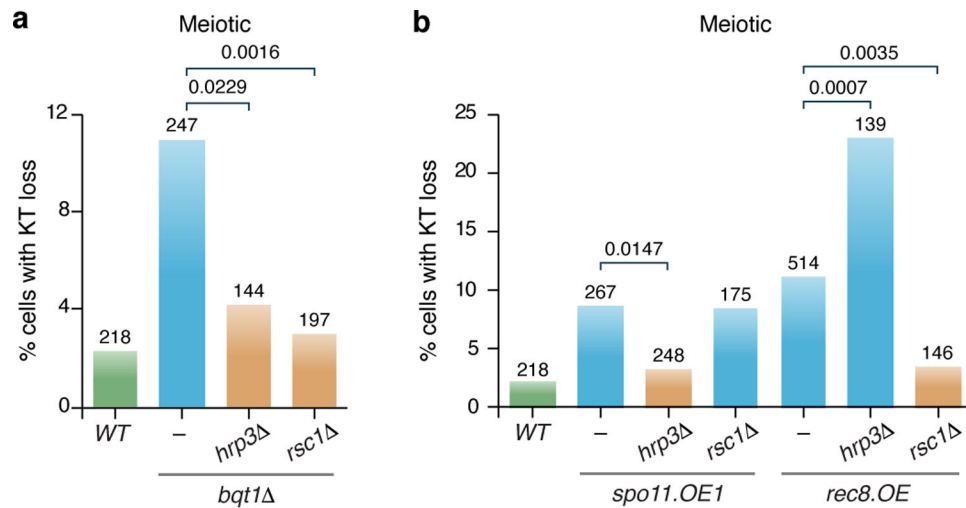 a
Meiotic
0.0016
0.0229
% cells with KT loss
12
8
4
0
218
247
144
197
WT
–
hrp3Δ
rsc1Δ
bqt1Δ
b
Meiotic
0.0035
0.0007
0.0147
% cells with KT loss
25
20
15
10
5
0
218
267
248
175
514
139
146
WT
–
hrp3Δ
rsc1Δ
–
hrp3Δ
rsc1Δ
spo11.OE1
rec8.OE